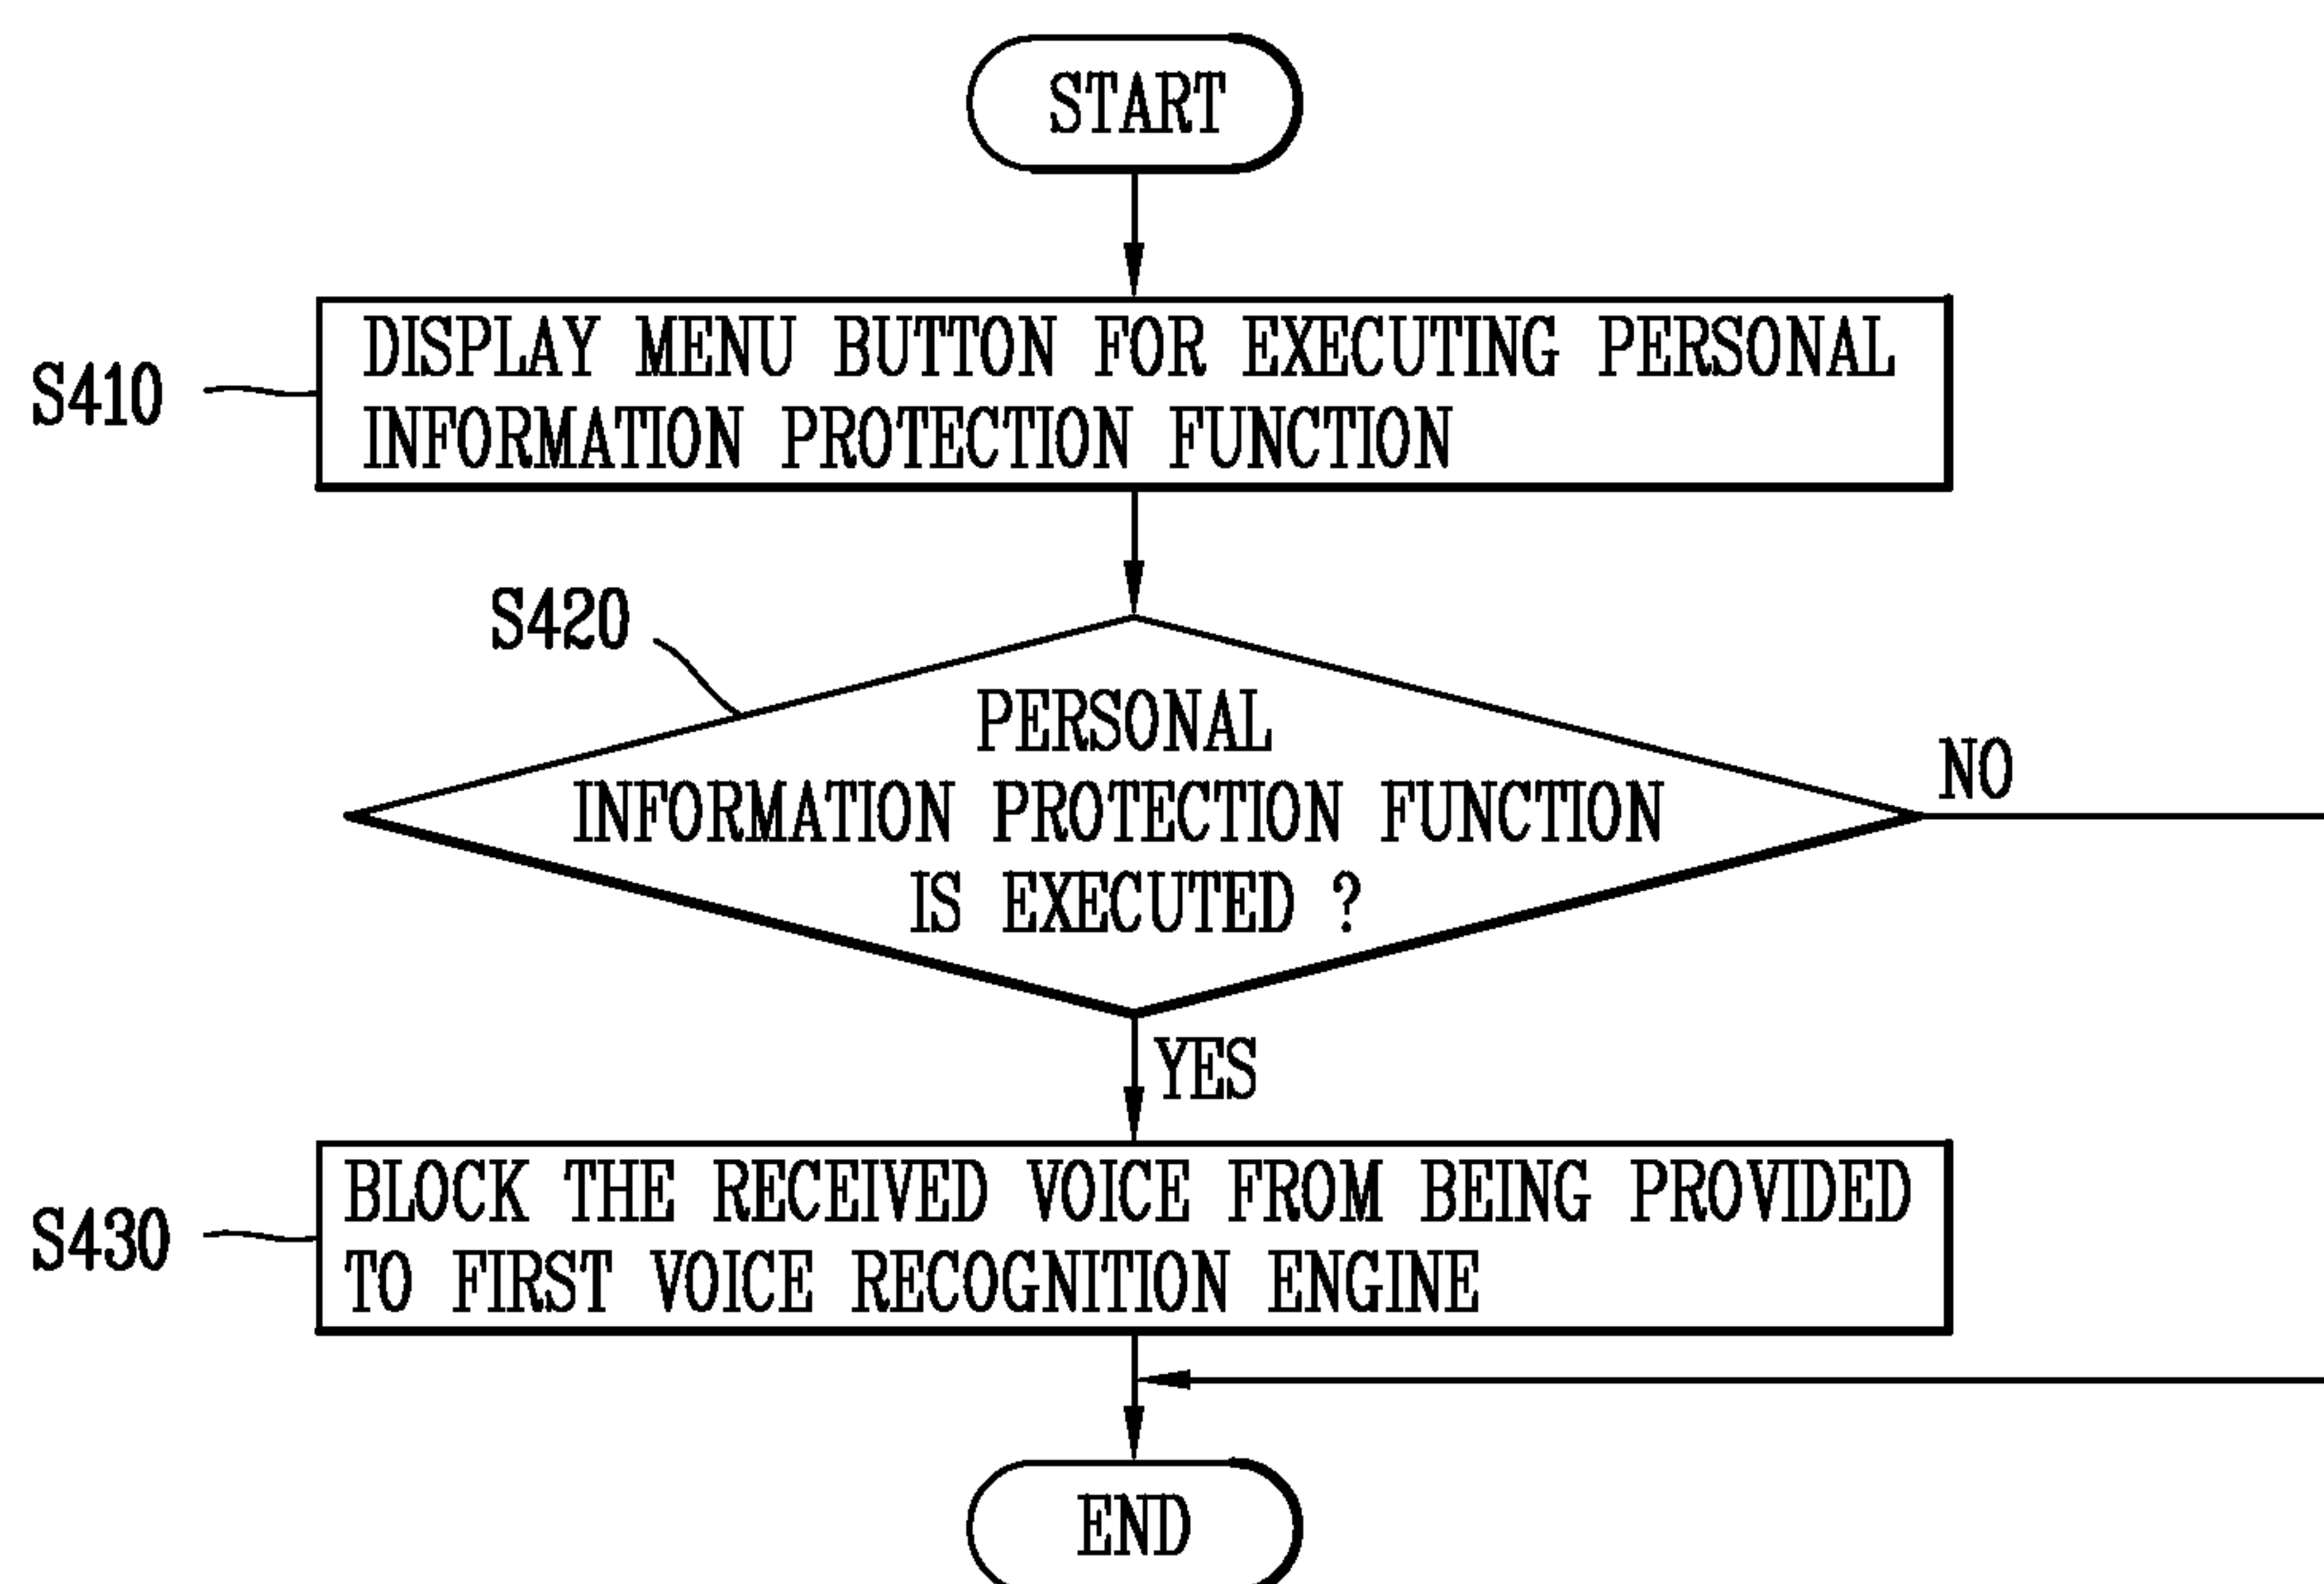 START
S410
DISPLAY MENU BUTTON FOR EXECUTING PERSONAL
INFORMATION PROTECTION FUNCTION
S420
PERSONAL
INFORMATION PROTECTION FUNCTION
IS EXECUTED ?
NO
YES
S430
BLOCK THE RECEIVED VOICE FROM BEING PROVIDED
TO FIRST VOICE RECOGNITION ENGINE
END